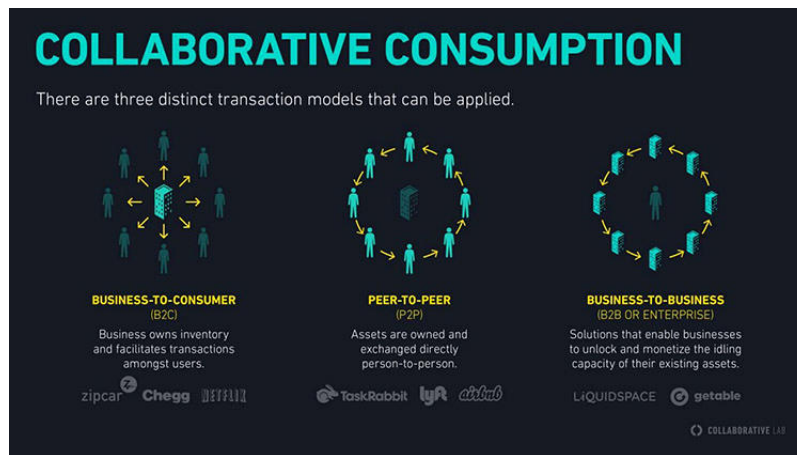 COLLABORATIVE CONSUMPTION
There are three distinct transaction models that can be applied.
BUSINESS-TO-CONSUMER
(B2C)
Business owns inventory
and facilitates transactions
amongst users.
zipcar Z Chegg NETFLIX
PEER-TO-PEER
(P2P)
Assets are owned and
exchanged directly
person-to-person.
TaskRabbit lyft airbnb
BUSINESS-TO-BUSINESS
(B2B OR ENTERPRISE)
Solutions that enable businesses
to unlock and monetize the idling
capacity of their existing assets.
LiQUIDSPACE G getable
COLLABORATIVE LAB